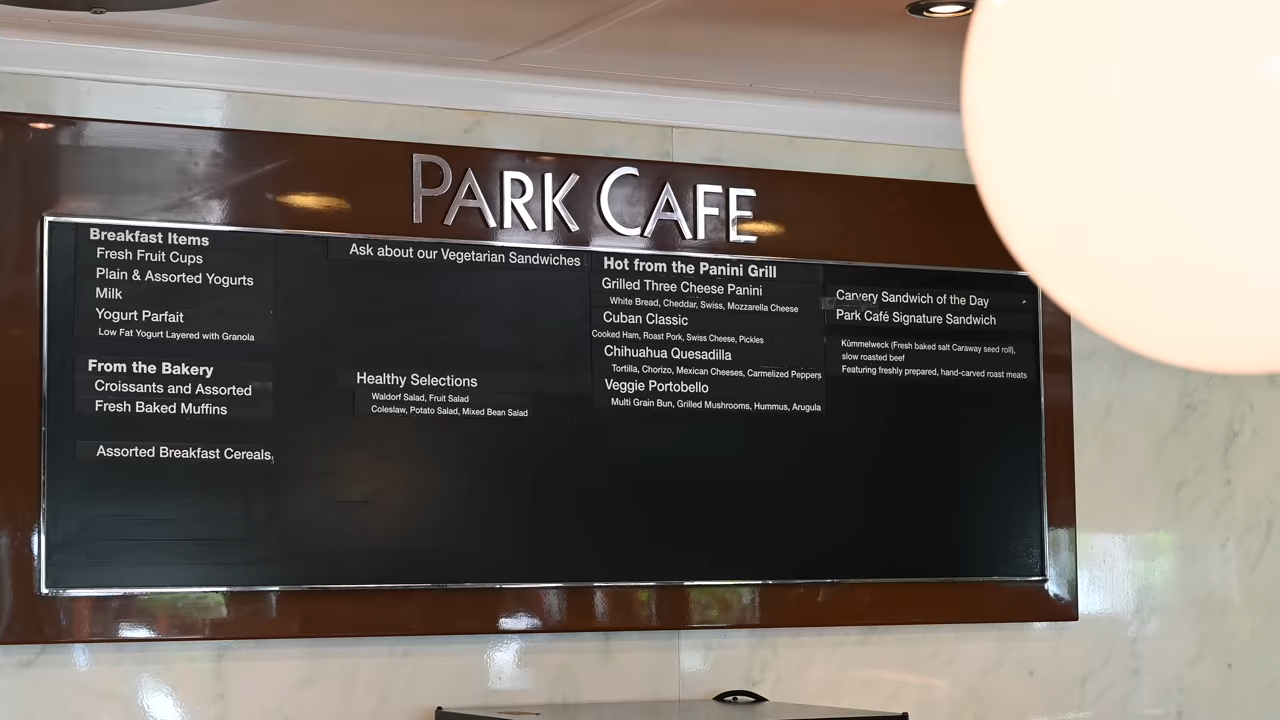 PARK CAFE
Breakfast Items
Fresh Fruit Cups
Plain & Assorted Yogurts
Milk
Yogurt Parfait
Low Fat Yogurt Layered with Granola
From the Bakery
Croissants and Assorted
Fresh Baked Muffins
Assorted Breakfast Cereals
Ask about our Vegetarian Sandwiches
Healthy Selections
Waldorf Salad, Fruit Salad
Coleslaw, Potato Salad, Mixed Bean Salad
Hot from the Panini Grill
Grilled Three Cheese Panini
White Bread, Cheddar, Swiss, Mozzarella Cheese
Cuban Classic
Cooked Ham, Roast Pork, Swiss Cheese, Pickles
Chihuahua Quesadilla
Tortilla, Chorizo, Mexican Cheeses, Carmelized Peppers
Veggie Portobello
Multi Grain Bun, Grilled Mushrooms, Hummus, Arugula
Carvery Sandwich of the Day
Park Café Signature Sandwich
Kümmelweck (Fresh baked salt Caraway seed roll),
slow roasted beef
Featuring freshly prepared, hand-carved roast meats